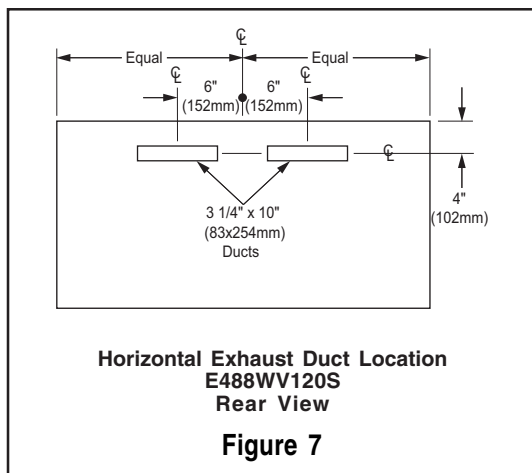 ℄
Equal Equal
℄ ℄
6" 6"
(152mm) (152mm)
℄
4"
(102mm)
3 1/4" x 10"
(83x254mm)
Ducts
Horizontal Exhaust Duct Location
E488WV120S
Rear View
Figure 7